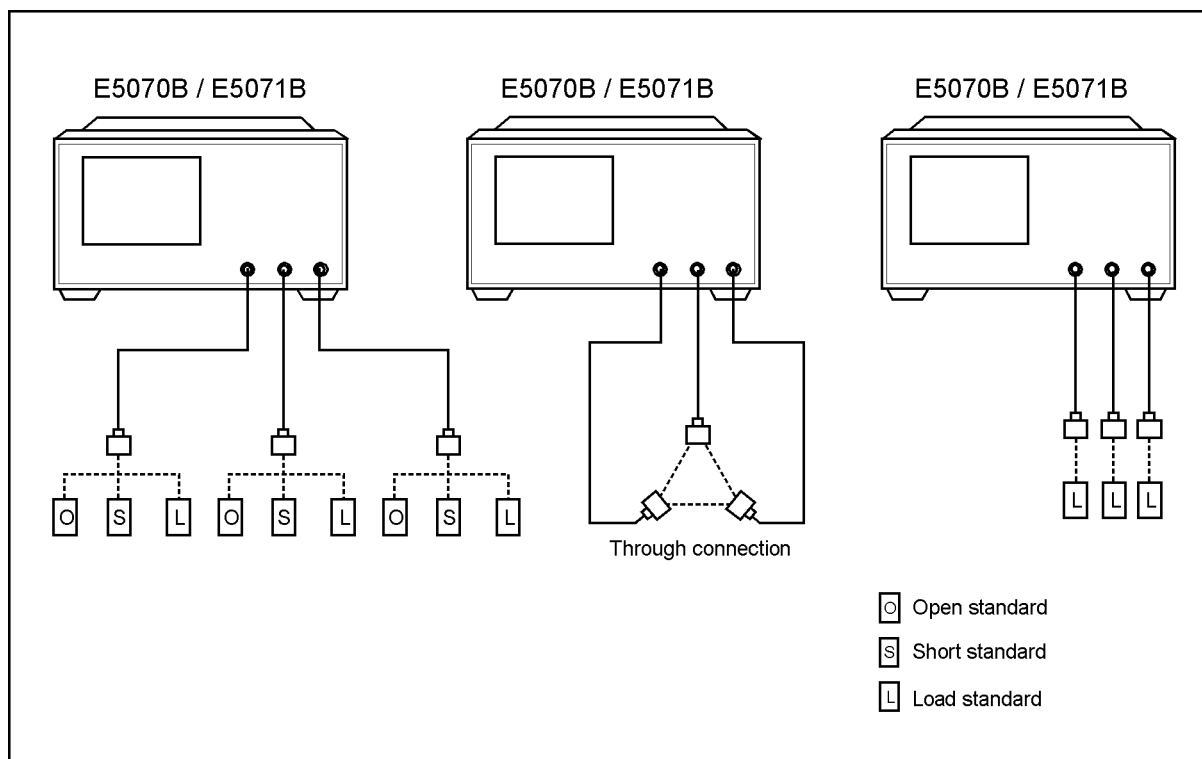 E5070B / E5071B
E5070B / E5071B
E5070B / E5071B
O S L O S L O S L
L L L
Through connection
O Open standard
S Short standard
L Load standard